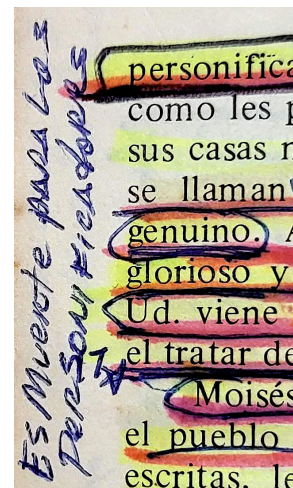 Es Muerte para los
Personificadores
personifica
como les p
sus casas n
se llaman
genuino. A
glorioso y
Ud. viene
el tratar de
Moisés
el pueblo
escritas, le